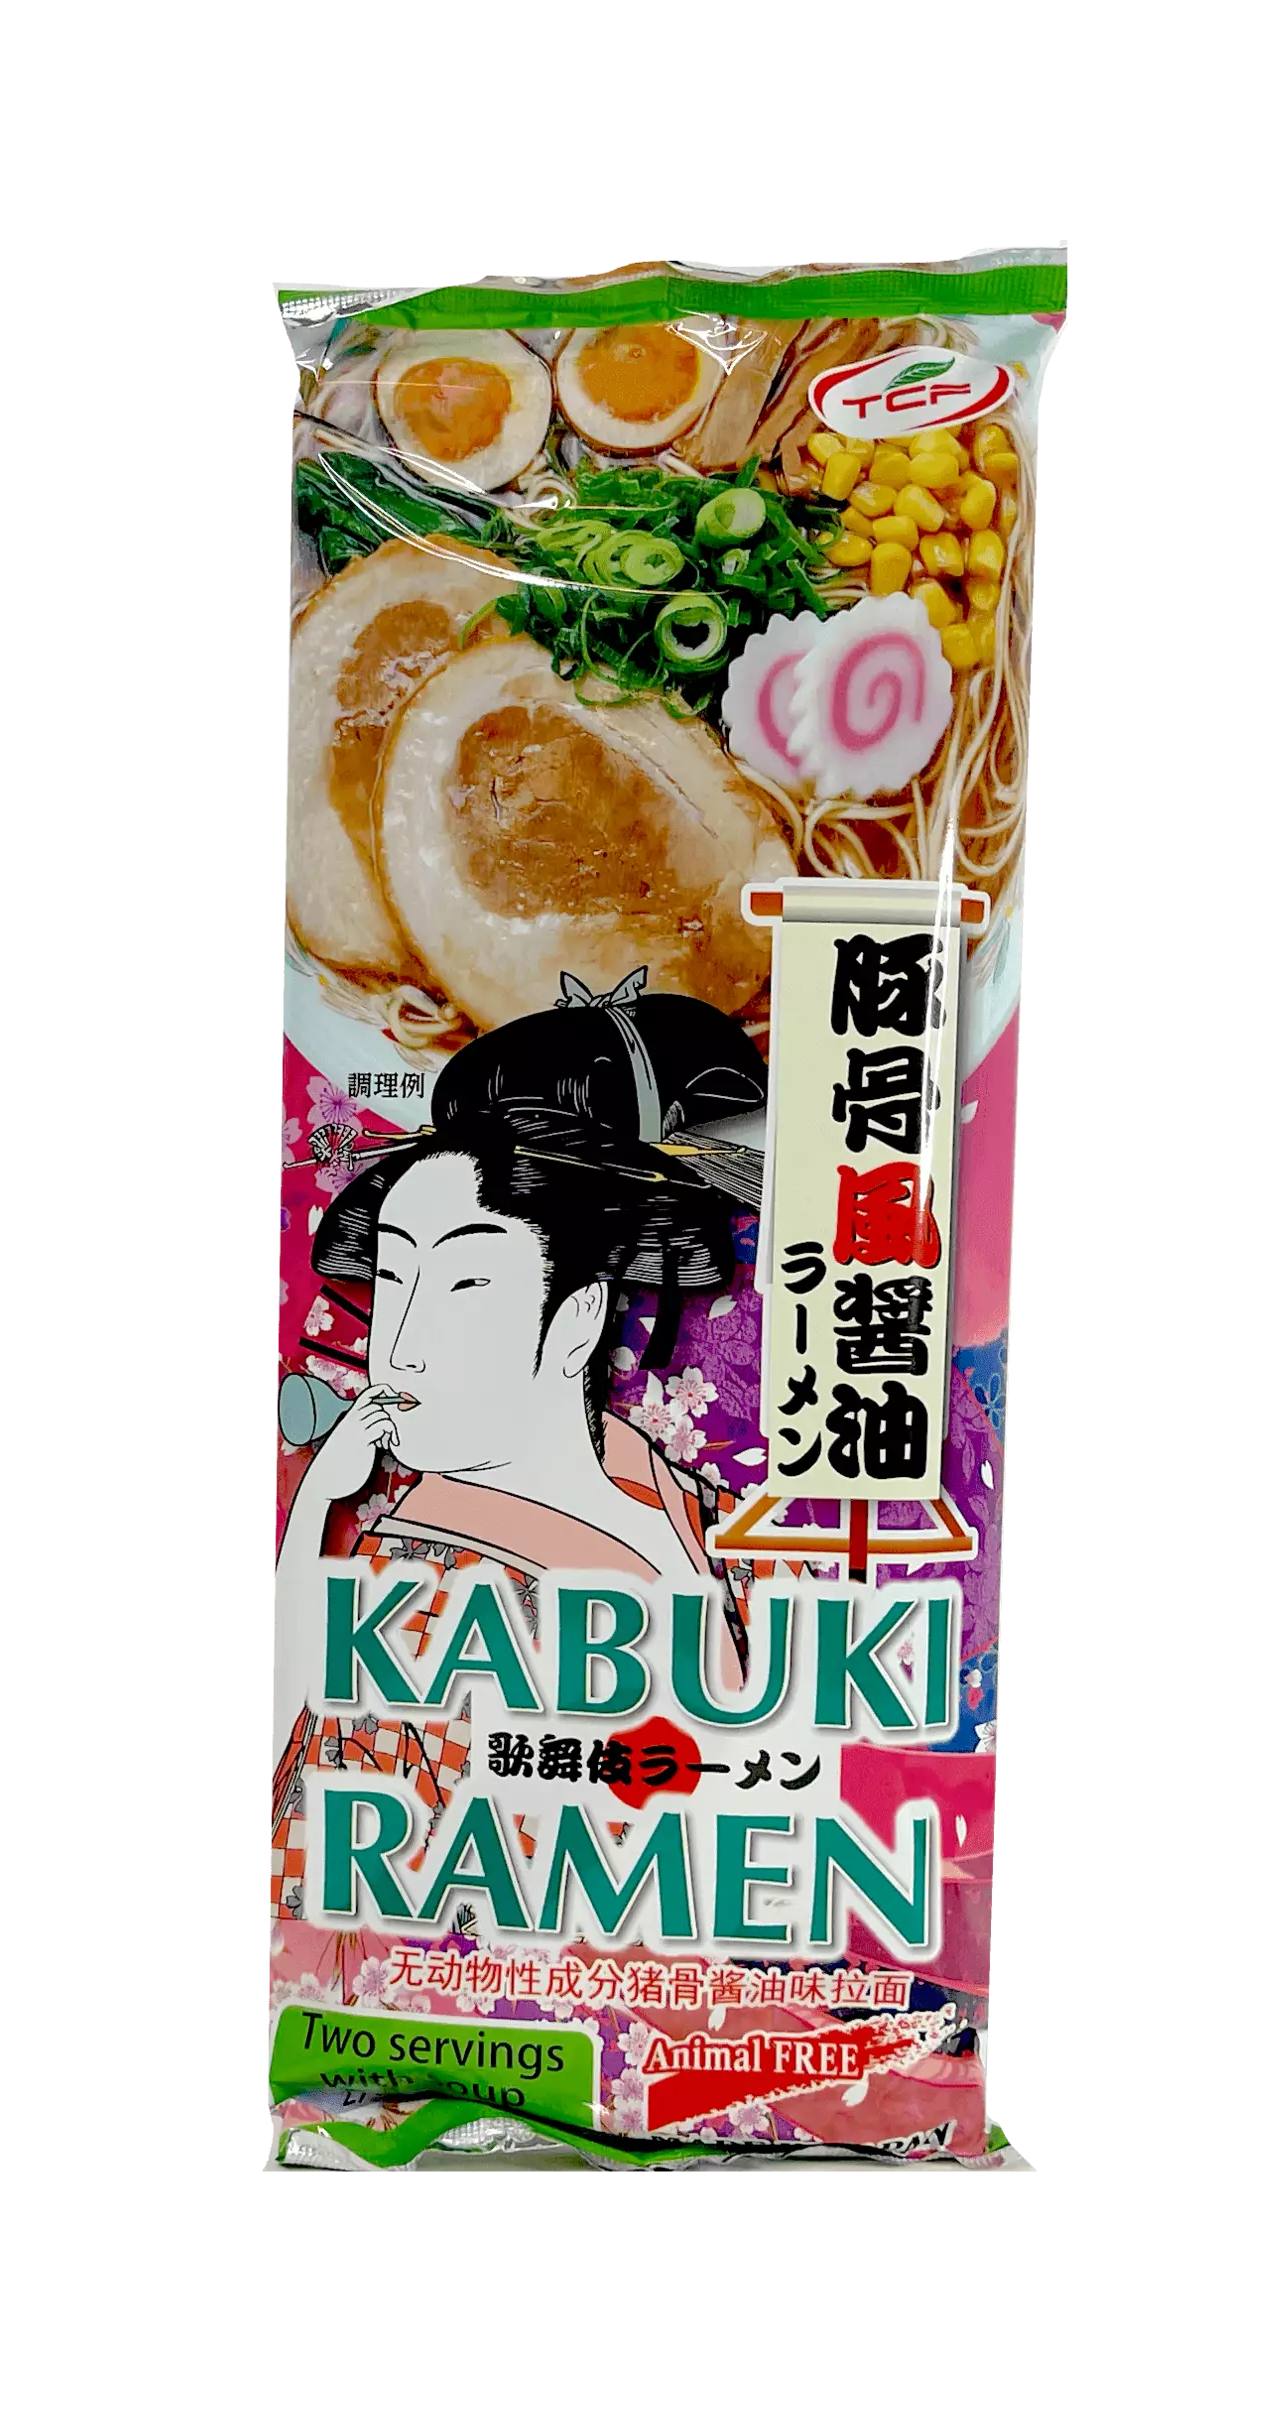 TCF
豚骨風醤油
ラーメン
調理例
KABUKI
歌舞伎ラーメン
RAMEN
无动物性成分猪骨酱油味拉面
Two servings
with soup
Animal FREE